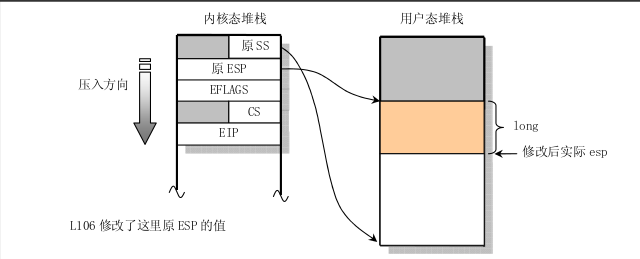 内核态堆栈
用户态堆栈
原 SS
原 ESP
压入方向
EFLAGS
CS
EIP
long
修改后实际 esp
L106 修改了这里原 ESP 的值